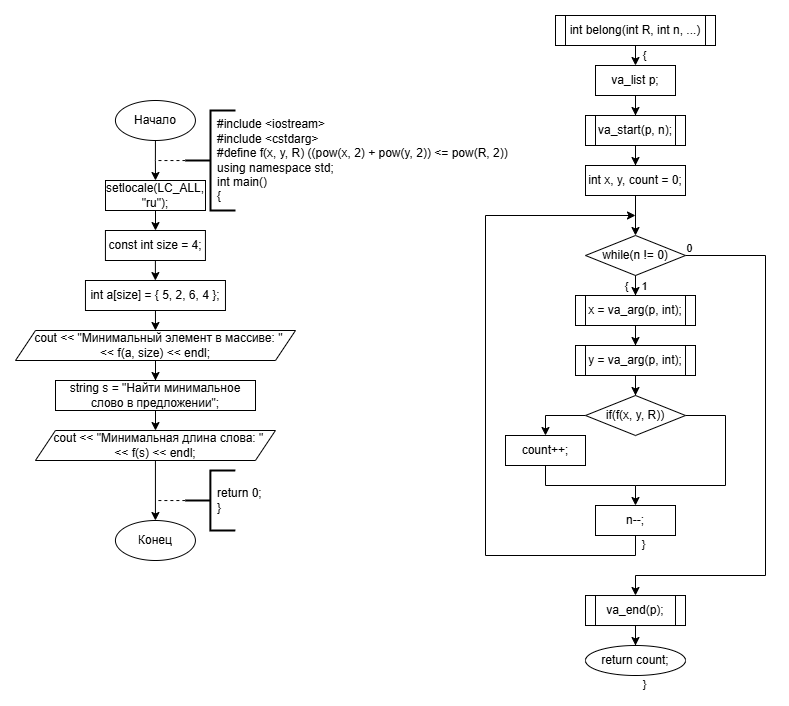 Начало
#include <iostream>
#include <cstdarg>
#define f(x, y, R) ((pow(x, 2) + pow(y, 2)) <= pow(R, 2))
using namespace std;
int main()
{
setlocale(LC_ALL,
"ru");
const int size = 4;
int a[size] = { 5, 2, 6, 4 };
cout << "Минимальный элемент в массиве: "
<< f(a, size) << endl;
string s = "Найти минимальное
слово в предложении";
cout << "Минимальная длина слова: "
<< f(s) << endl;
return 0;
}
Конец
int belong(int R, int n, ...)
{
va_list p;
va_start(p, n);
int x, y, count = 0;
while(n != 0)
0
{ 1
x = va_arg(p, int);
y = va_arg(p, int);
if(f(x, y, R))
count++;
n--;
}
va_end(p);
return count;
}